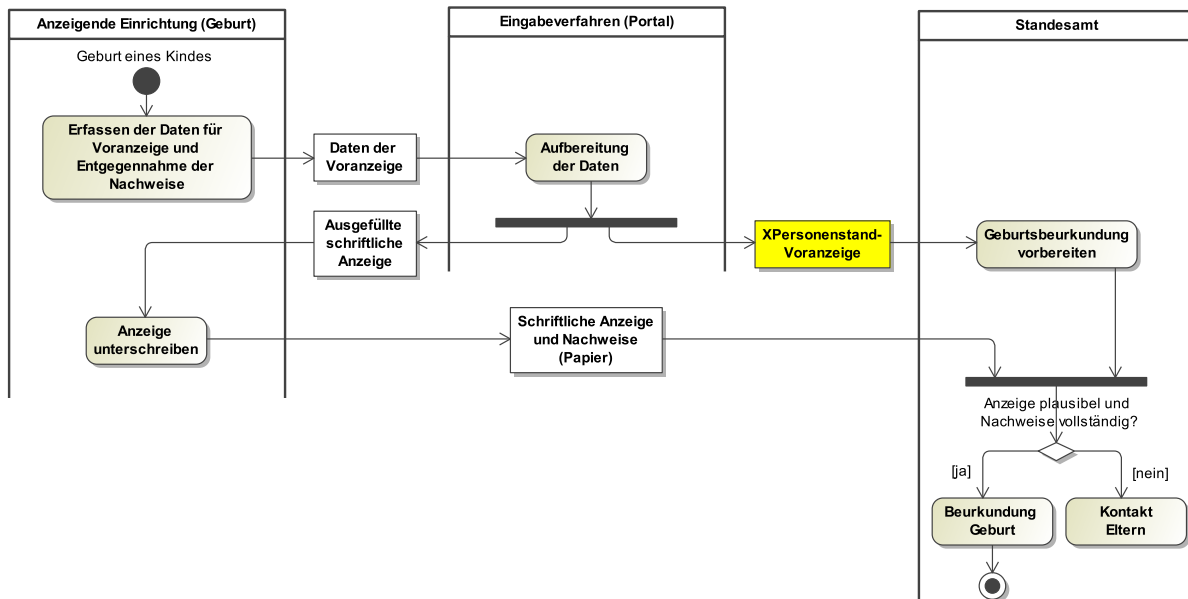 Anzeigende Einrichtung (Geburt)
Eingabeverfahren (Portal)
Standesamt
Geburt eines Kindes
Erfassen der Daten für
Voranzeige und
Entgegennahme der
Nachweise
Daten der
Voranzeige
Aufbereitung
der Daten
Ausgefüllte
schriftliche
Anzeige
XPersonenstand-
Voranzeige
Geburtsbeurkundung
vorbereiten
Anzeige
unterschreiben
Schriftliche Anzeige
und Nachweise
(Papier)
Anzeige plausibel und
Nachweise vollständig?
[ja]
[nein]
Beurkundung
Geburt
Kontakt
Eltern